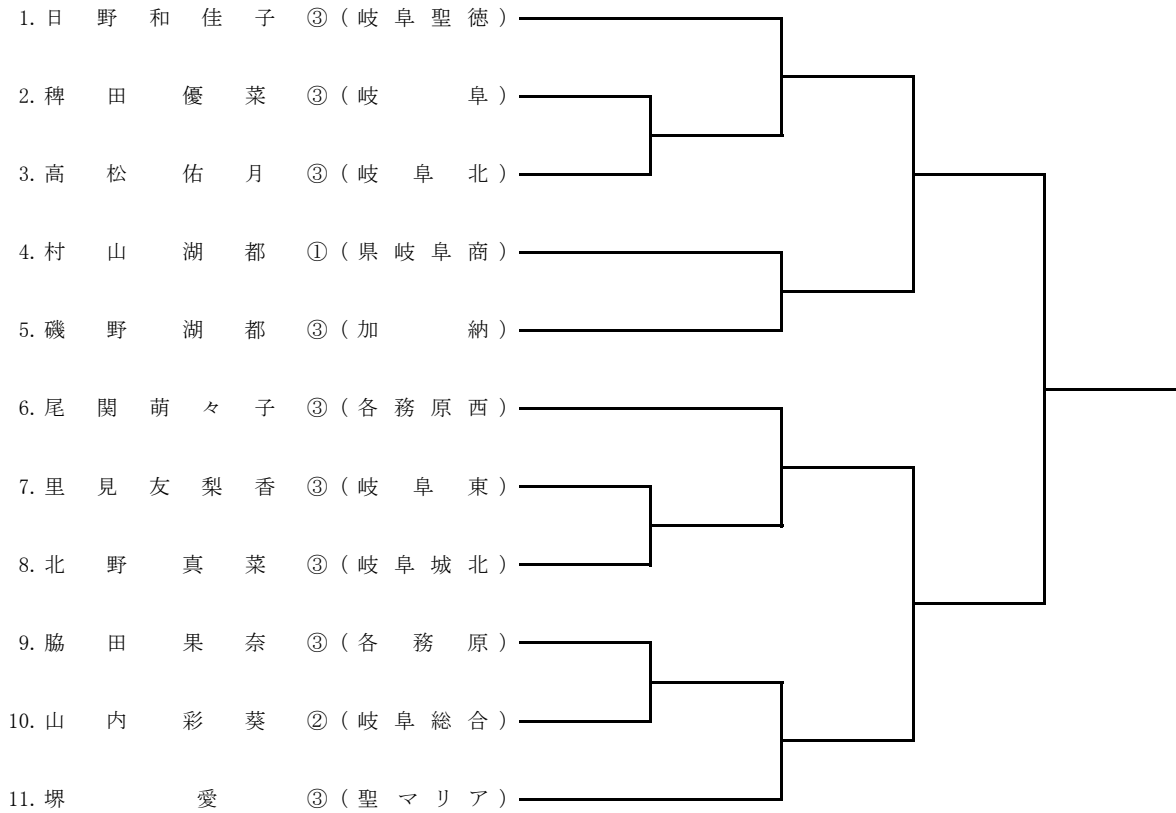 1. 日野和佳子 ③ (岐阜聖徳)
2. 稗田優菜 ③ (岐阜)
3. 高松佑月 ③ (岐阜北)
4. 村山湖都 ① (県岐阜商)
5. 磯野湖都 ③ (加納)
6. 尾関萌々子 ③ (各務原西)
7. 里見友梨香 ③ (岐阜東)
8. 北野真菜 ③ (岐阜城北)
9. 脇田果奈 ③ (各務原)
10. 山内彩葵 ② (岐阜総合)
11. 堺愛 ③ (聖マリア)